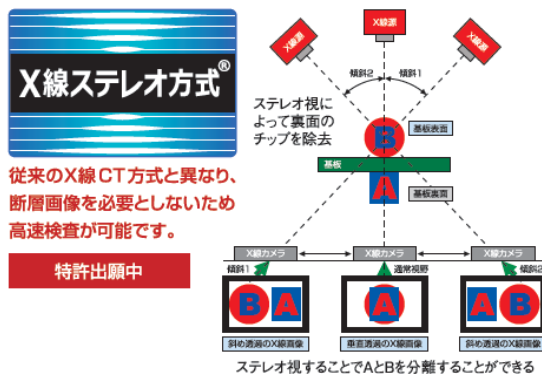 X線ステレオ方式®
従来のX線CT方式と異なり、
断層画像を必要としないため
高速検査が可能です。
特許出願中
X線源
X線源
X線源
傾斜2
傾斜1
ステレオ視に
よって裏面の
チップを除去
B
基板表面
基板
A
基板裏面
X線カメラ
X線カメラ
X線カメラ
傾斜1
通常視野
傾斜2
B A
A
A B
斜め透過のX線画像
垂直透過のX線画像
斜め透過のX線画像
ステレオ視することでAとBを分離することができる